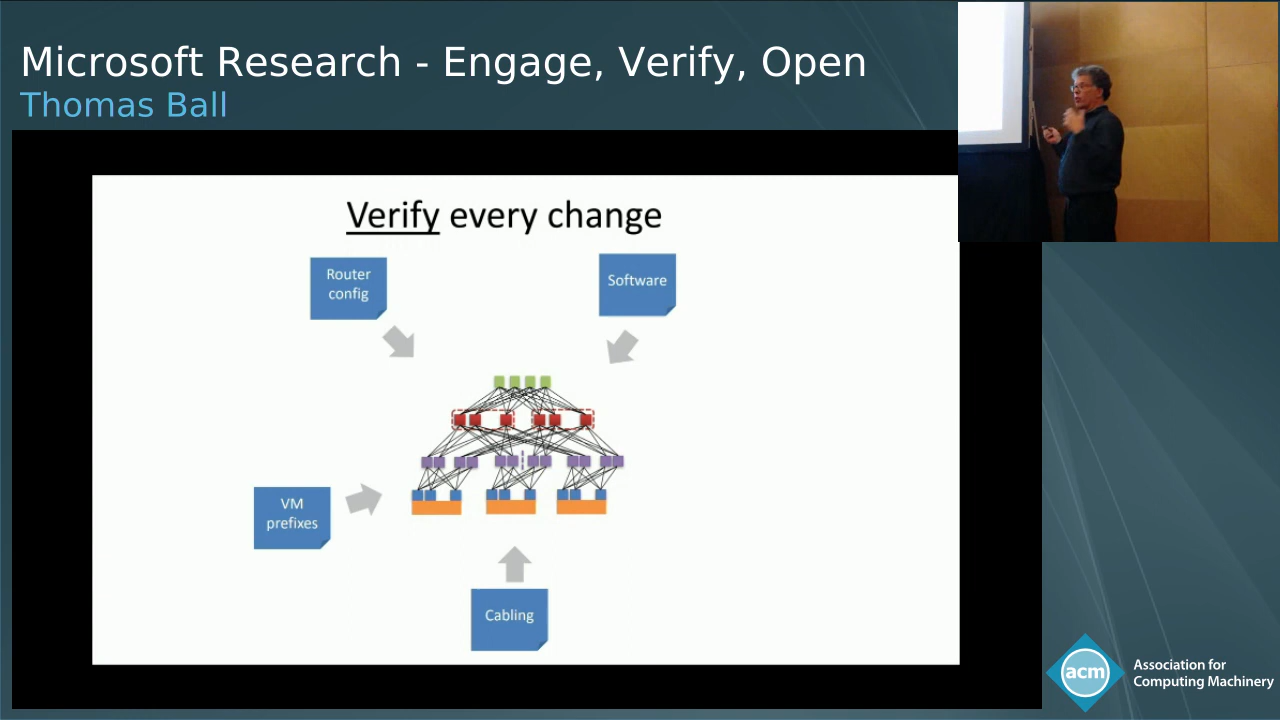 Microsoft Research - Engage, Verify, Open
Thomas Ball
Verify every change
Router
config
Software
VM
prefixes
Cabling
acm
Association for
Computing Machinery